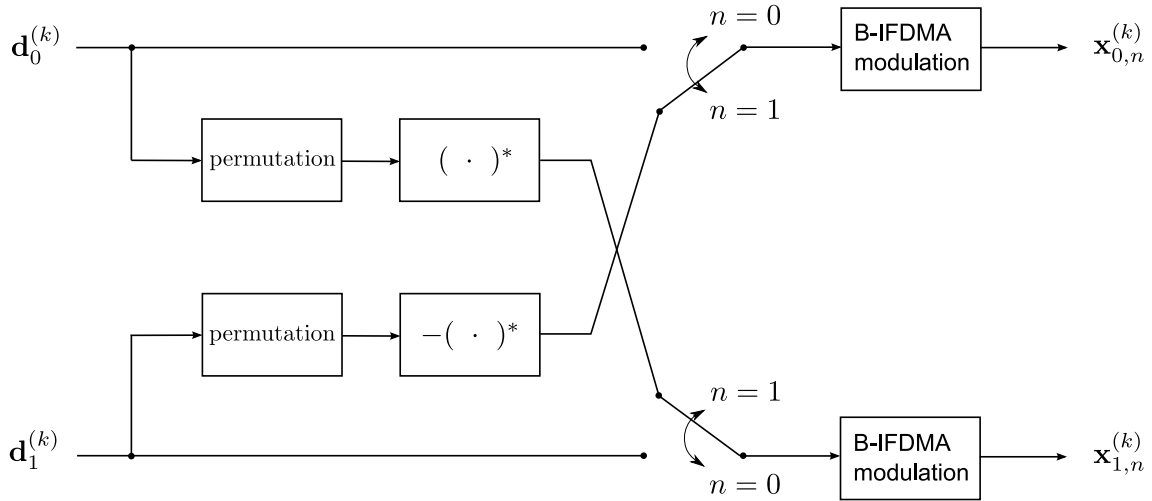 d_0^{(k)}
n = 0
B-IFDMA
modulation
x_{0,n}^{(k)}
n = 1
permutation
( · )*
permutation
−( · )*
n = 1
d_1^{(k)}
B-IFDMA
modulation
x_{1,n}^{(k)}
n = 0